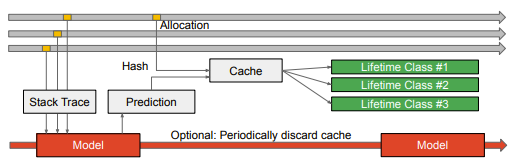 Allocation
Hash
Cache
Lifetime Class #1
Lifetime Class #2
Lifetime Class #3
Stack Trace
Prediction
Optional: Periodically discard cache
Model
Model